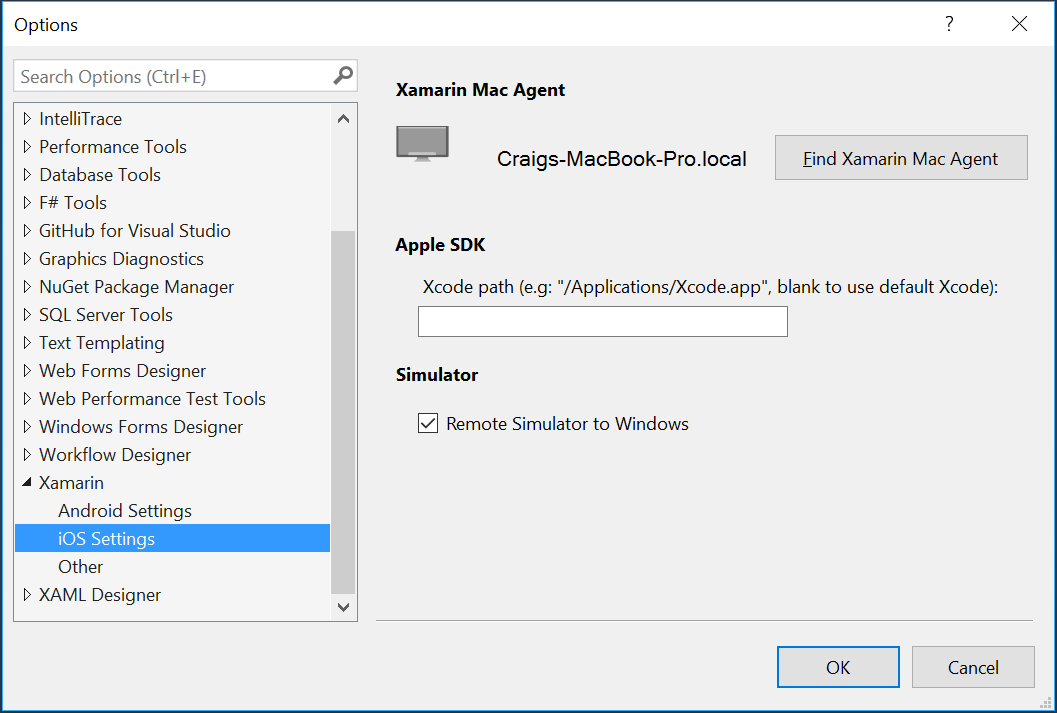 Options
?
Search Options (Ctrl+E)
IntelliTrace
Performance Tools
Database Tools
F# Tools
GitHub for Visual Studio
Graphics Diagnostics
NuGet Package Manager
SQL Server Tools
Text Templating
Web Forms Designer
Web Performance Test Tools
Windows Forms Designer
Workflow Designer
Xamarin
Android Settings
iOS Settings
Other
XAML Designer
Xamarin Mac Agent
Craigs-MacBook-Pro.local
Find Xamarin Mac Agent
Apple SDK
Xcode path (e.g: "/Applications/Xcode.app", blank to use default Xcode):
Simulator
Remote Simulator to Windows
OK
Cancel